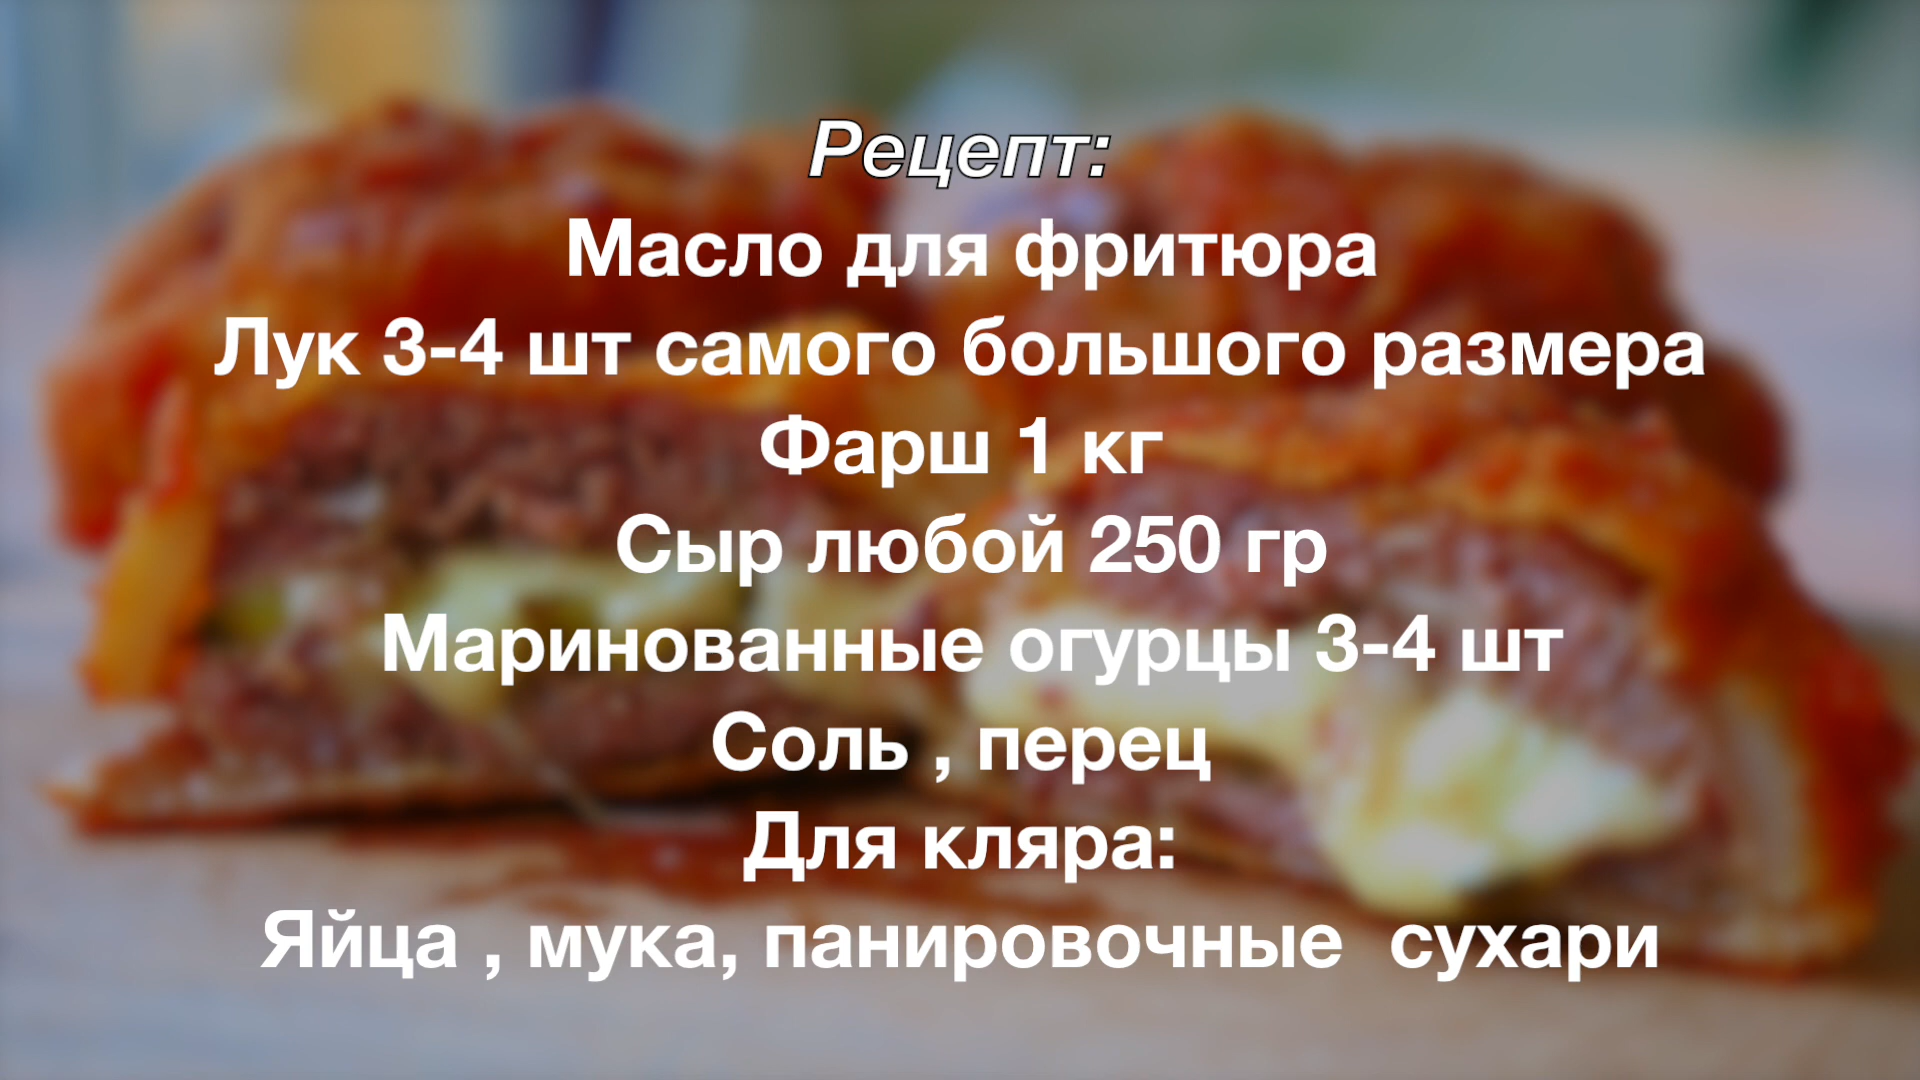 Рецепт:
Масло для фритюра
Лук 3-4 шт самого большого размера
Фарш 1 кг
Сыр любой 250 гр
Маринованные огурцы 3-4 шт
Соль , перец
Для кляра:
Яйца , мука, панировочные  сухари